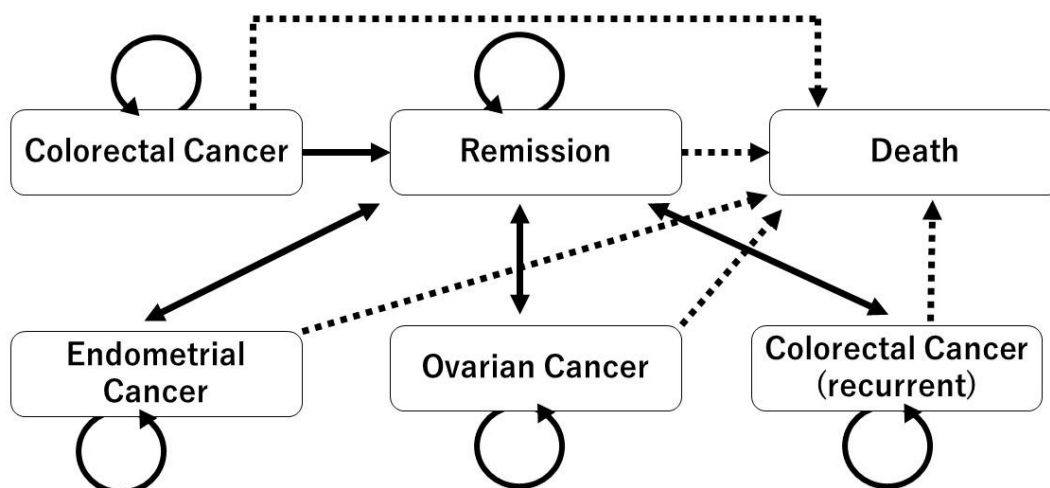 Colorectal Cancer
Remission
Death
Endometrial
Cancer
Ovarian Cancer
Colorectal Cancer
(recurrent)